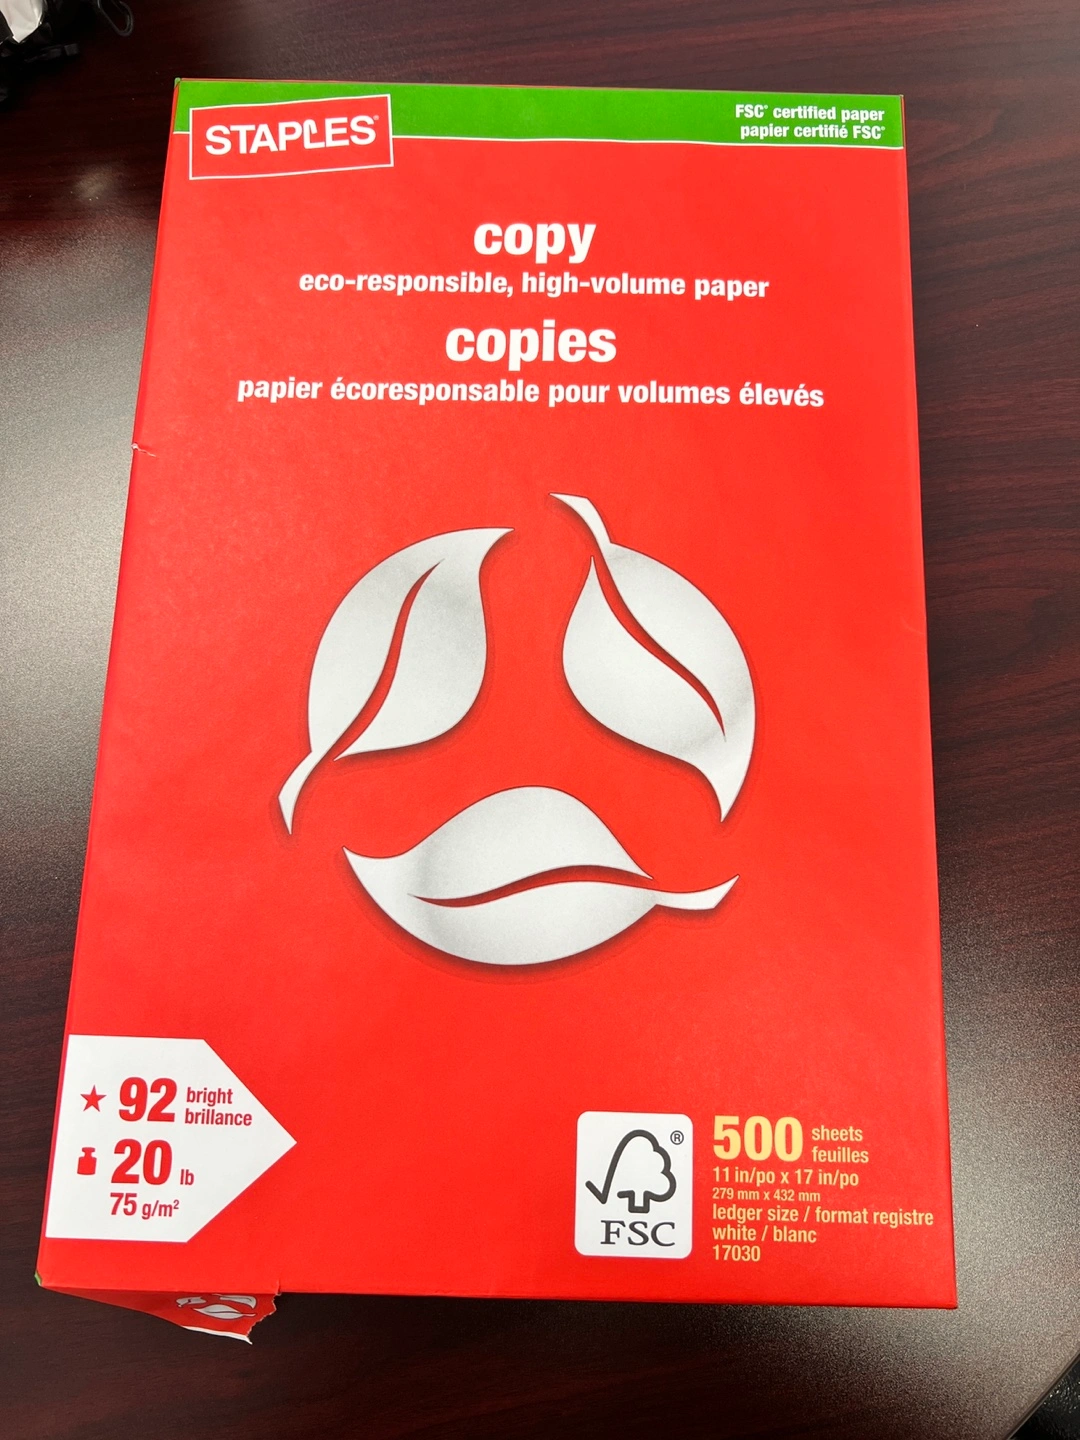 STAPLES®
FSC® certified paper
papier certifié FSC®
copy
eco-responsible, high-volume paper
copies
papier écoresponsable pour volumes élevés
★ 92 bright
brillance
20 lb
75 g/m²
®
FSC
500 sheets
feuilles
11 in/po x 17 in/po
279 mm x 432 mm
ledger size / format registre
white / blanc
17030